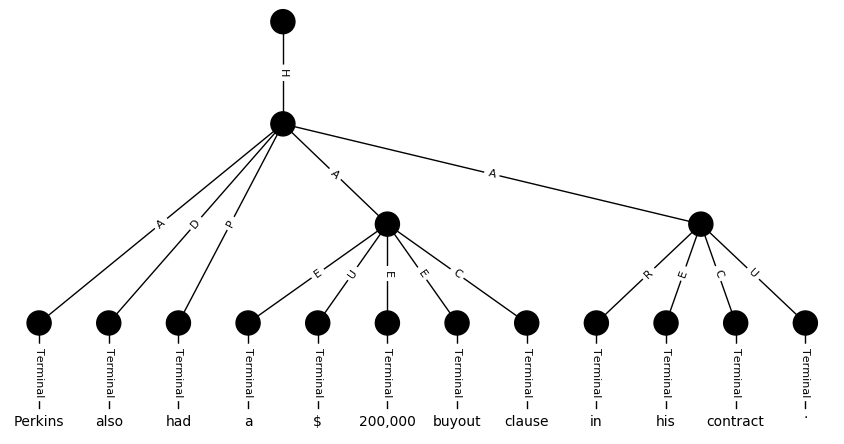 H
A
A
A
D
P
E
U
E
E
C
R
E
C
U
Terminal Terminal Terminal Terminal Terminal Terminal Terminal Terminal Terminal Terminal Terminal Terminal
Perkins also had a $ 200,000 buyout clause in his contract .